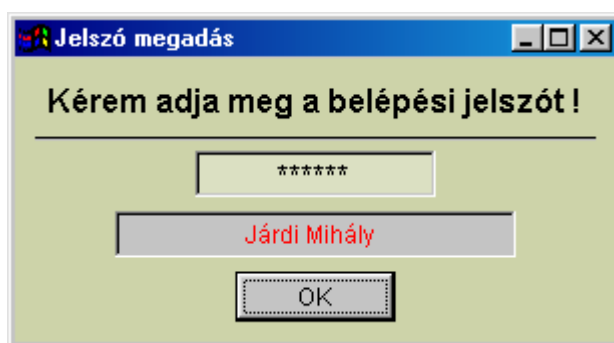 Jelszó megadás
Kérem adja meg a belépési jelszót !
******
Járdi Mihály
OK